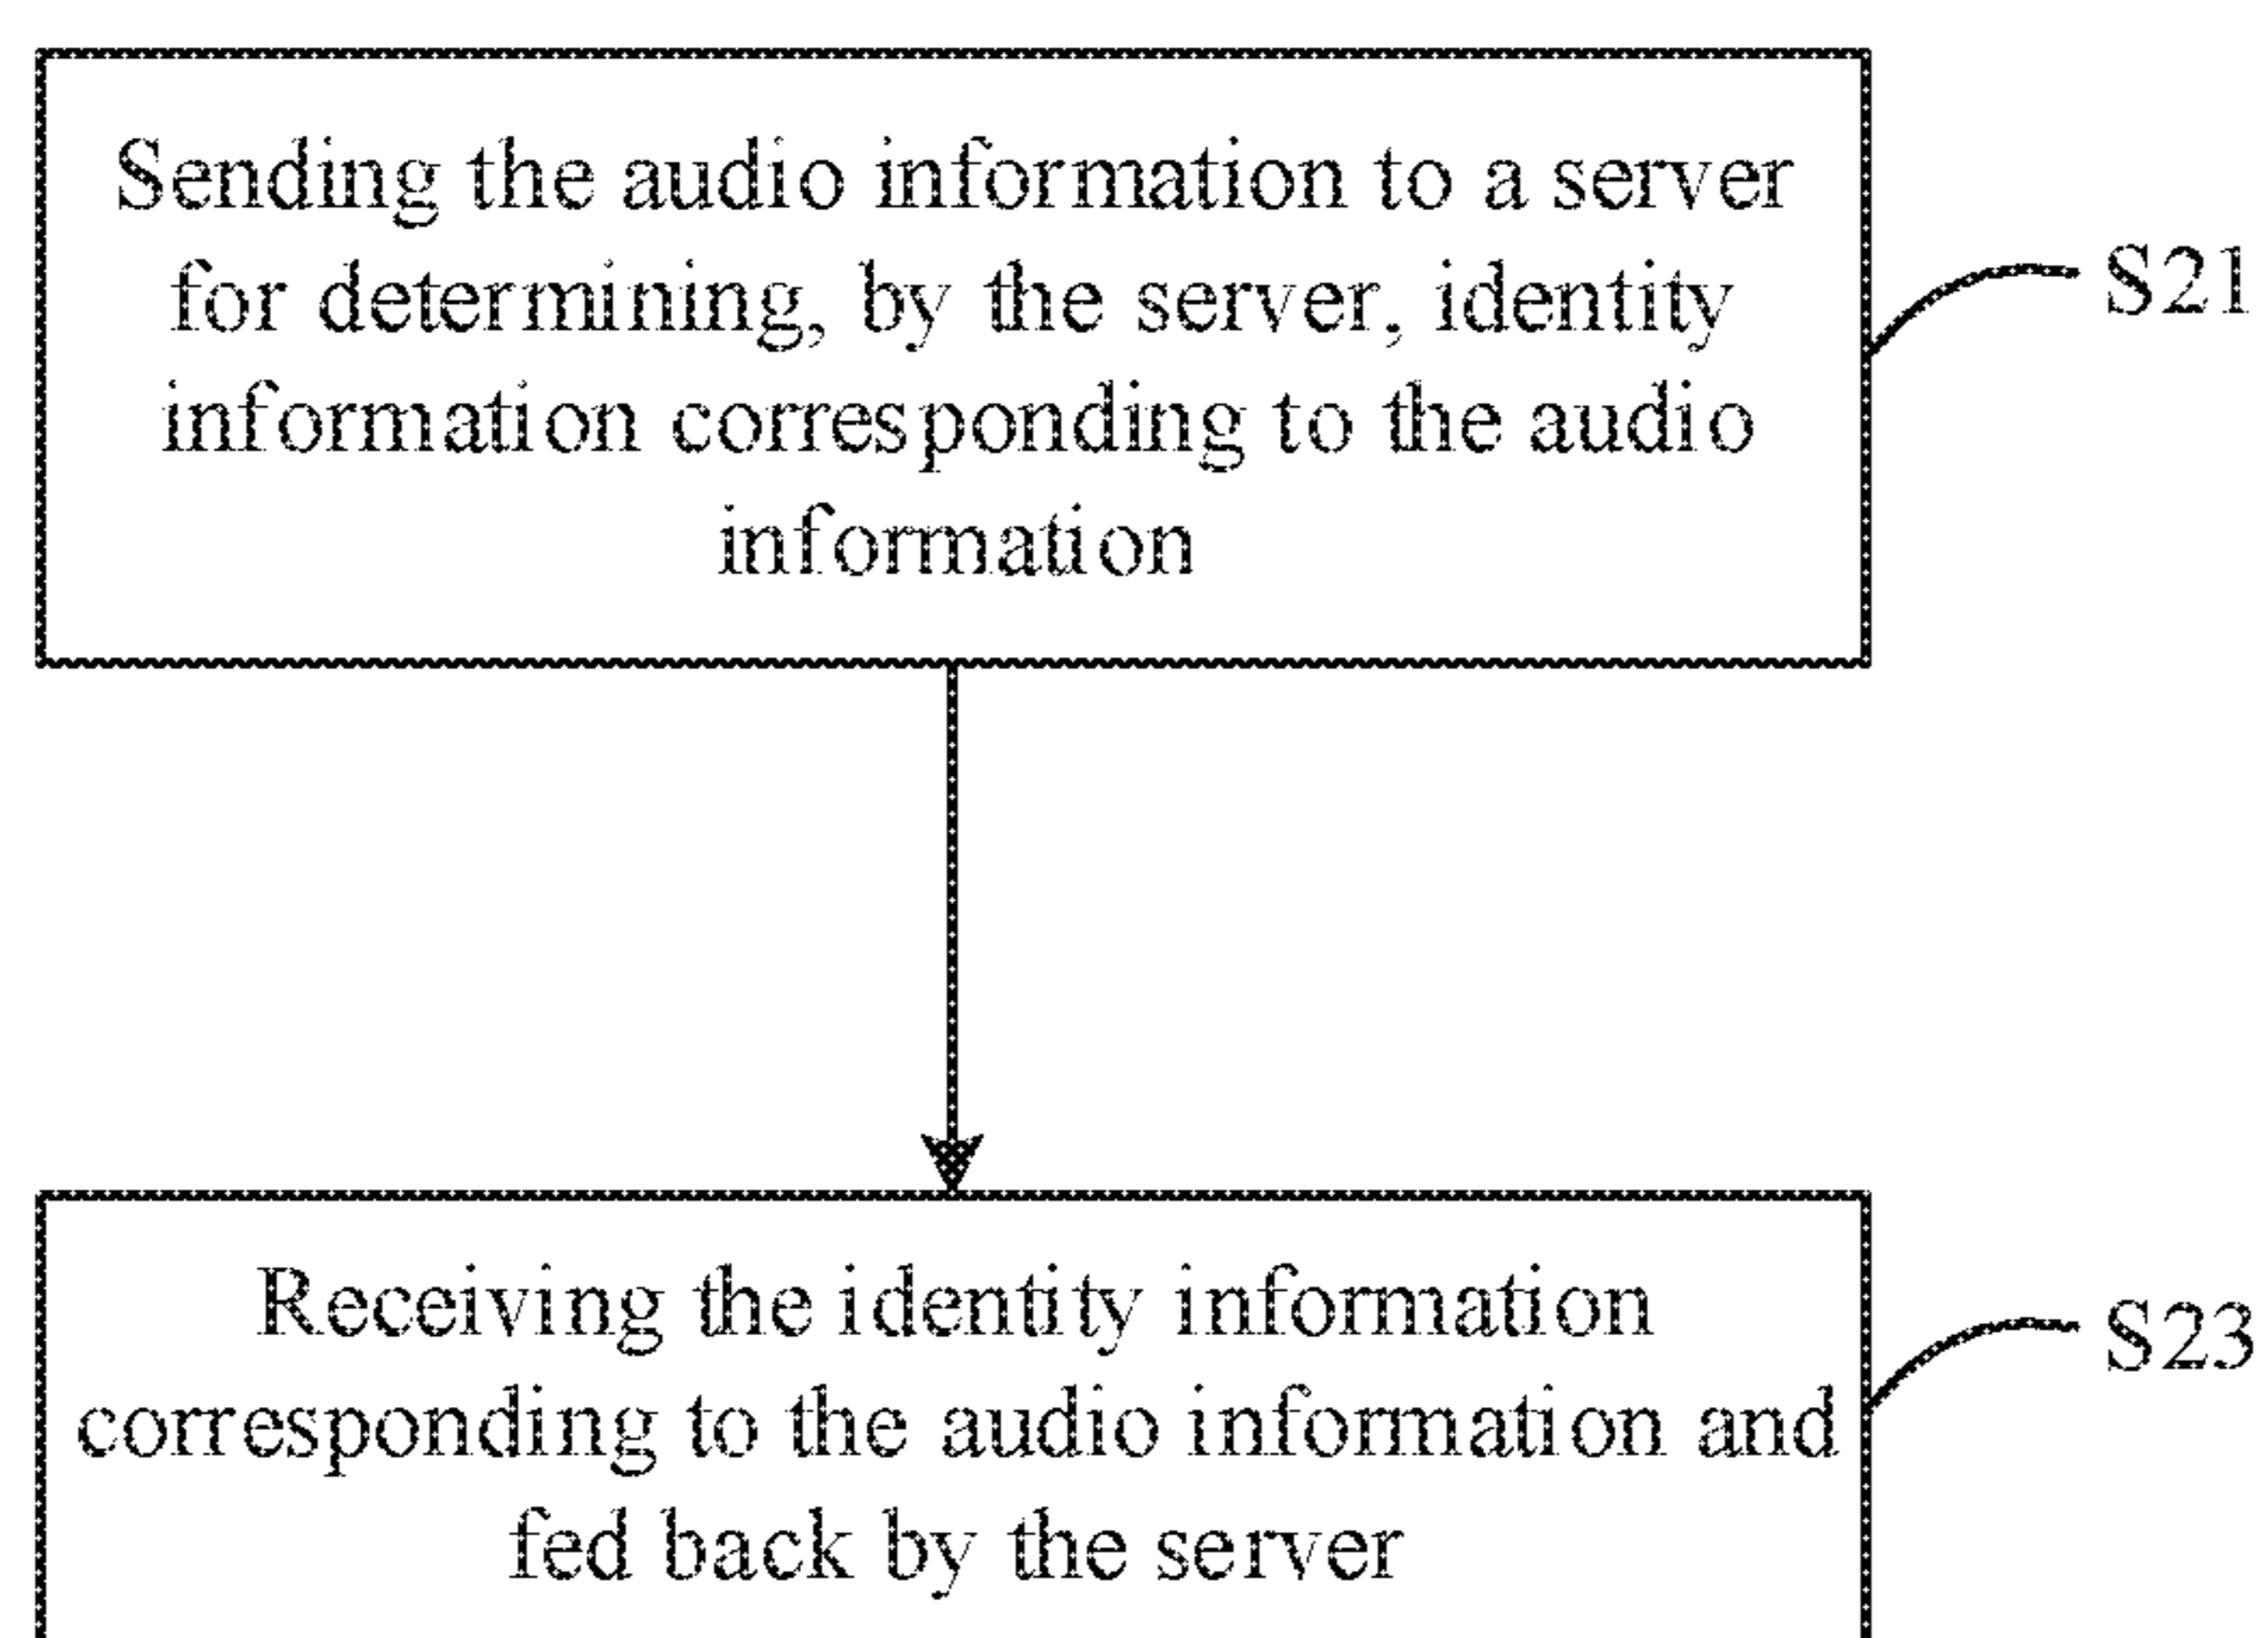 Sending the audio information to a server
for determining, by the server, identity
information corresponding to the audio
information
S21
Receiving the identity information
corresponding to the audio information and
fed back by the server
S23